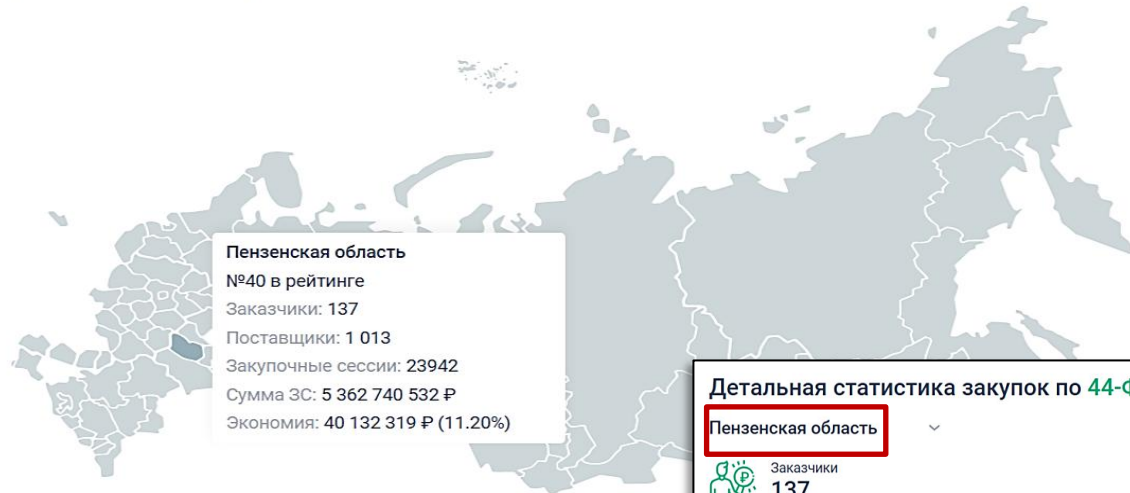 Пензенская область
№40 в рейтинге
Заказчики: 137
Поставщики: 1 013
Закупочные сессии: 23942
Сумма ЗС: 5 362 740 532 ₽
Экономия: 40 132 319 ₽ (11.20%)
Детальная статистика закупок по 44-Ф
Пензенская область
Заказчики
137